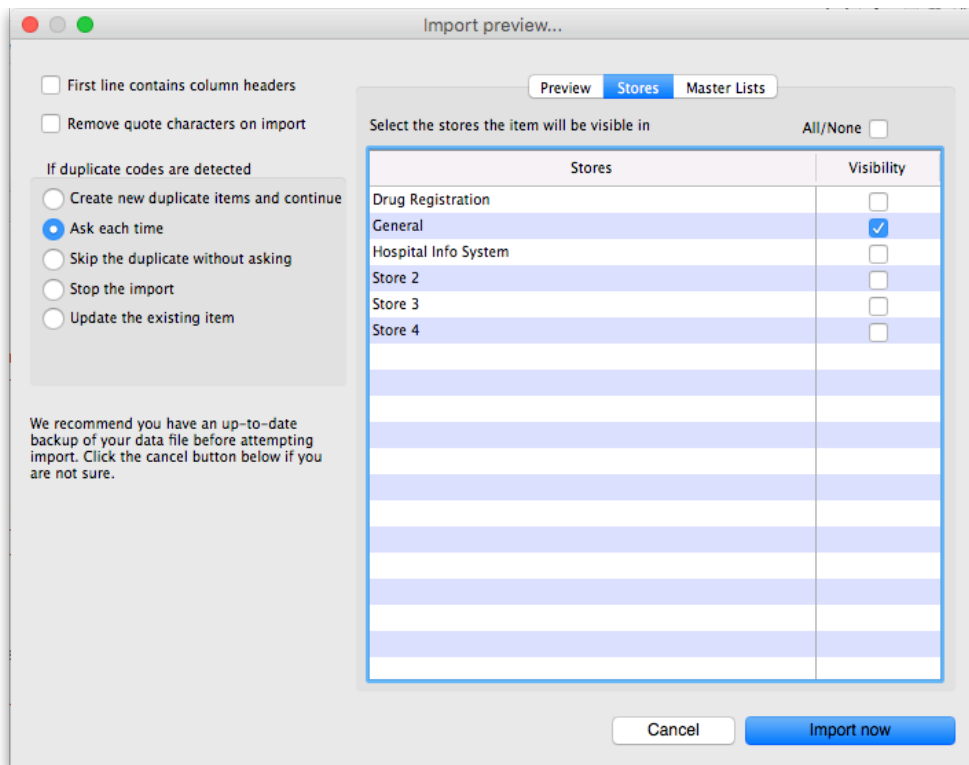 Import preview...
First line contains column headers
Remove quote characters on import
If duplicate codes are detected
Create new duplicate items and continue
Ask each time
Skip the duplicate without asking
Stop the import
Update the existing item
We recommend you have an up-to-date
backup of your data file before attempting
import. Click the cancel button below if you
are not sure.
Preview Stores Master Lists
Select the stores the item will be visible in All/None
Stores Visibility
Drug Registration
General
Hospital Info System
Store 2
Store 3
Store 4
Cancel Import now